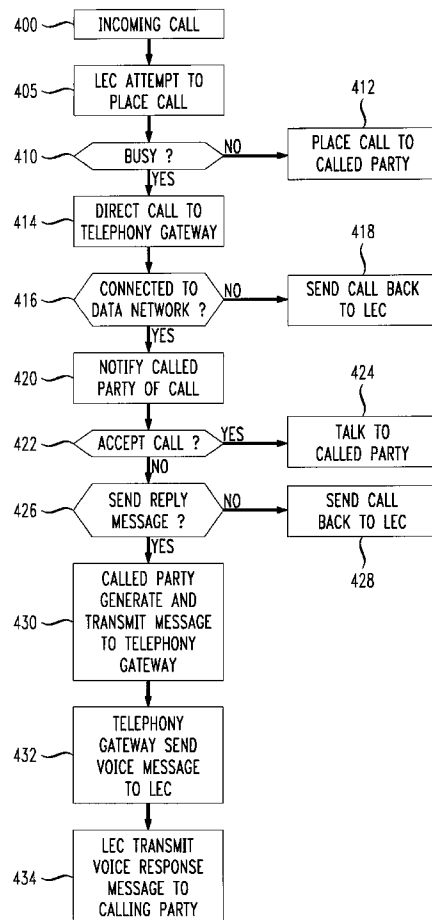 400
INCOMING CALL
405
LEC ATTEMPT TO
PLACE CALL
412
410
BUSY ?
NO
PLACE CALL TO
CALLED PARTY
YES
414
DIRECT CALL TO
TELEPHONY GATEWAY
418
416
CONNECTED TO
DATA NETWORK ?
NO
SEND CALL BACK
TO LEC
YES
420
NOTIFY CALLED
PARTY OF CALL
424
422
ACCEPT CALL ?
YES
TALK TO
CALLED PARTY
NO
426
SEND REPLY
MESSAGE ?
NO
SEND CALL
BACK TO LEC
428
YES
430
CALLED PARTY
GENERATE AND
TRANSMIT MESSAGE
TO TELEPHONY
GATEWAY
432
TELEPHONY
GATEWAY SEND
VOICE MESSAGE
TO LEC
434
LEC TRANSMIT
VOICE RESPONSE
MESSAGE TO
CALLING PARTY